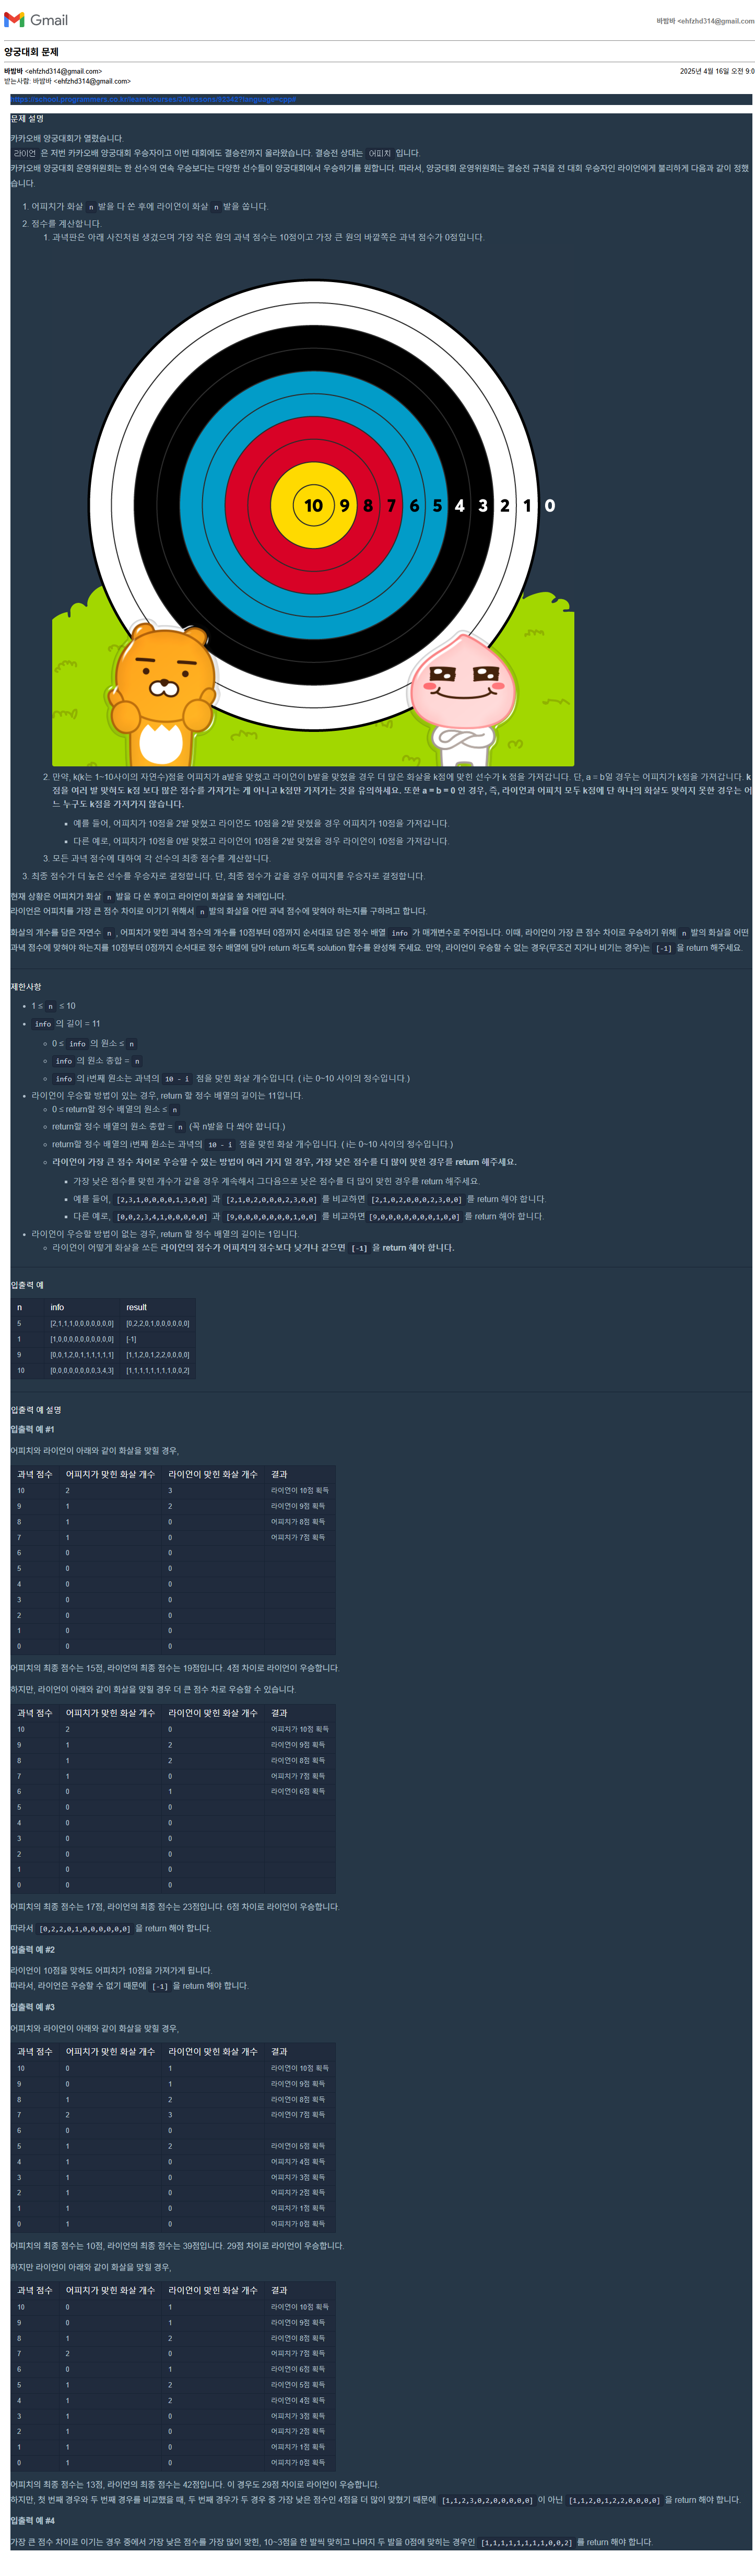 Gmail
바밤바 <ehfzhd314@gmail.com>
양궁대회 문제
바밤바 <ehfzhd314@gmail.com>
2025년 4월 16일 오전 9:0
받는사람: 바밤바 <ehfzhd314@gmail.com>
https://school.programmers.co.kr/learn/courses/30/lessons/92342?language=cpp#
문제 설명
카카오배 양궁대회가 열렸습니다.
라이언 은 저번 카카오배 양궁대회 우승자이고 이번 대회에도 결승전까지 올라왔습니다. 결승전 상대는 어피치 입니다.
카카오배 양궁대회 운영위원회는 한 선수의 연속 우승보다는 다양한 선수들이 양궁대회에서 우승하기를 원합니다. 따라서, 양궁대회 운영위원회는 결승전 규칙을 전 대회 우승자인 라이언에게 불리하게 다음과 같이 정했
습니다.
1. 어피치가 화살 n 발을 다 쏜 후에 라이언이 화살 n 발을 쏩니다.
2. 점수를 계산합니다.
1. 과녁판은 아래 사진처럼 생겼으며 가장 작은 원의 과녁 점수는 10점이고 가장 큰 원의 바깥쪽은 과녁 점수가 0점입니다.
10 9 8 7 6 5 4 3 2 1 0
2. 만약, k(k는 1~10사이의 자연수)점을 어피치가 a발을 맞혔고 라이언이 b발을 맞혔을 경우 더 많은 화살을 k점에 맞힌 선수가 k 점을 가져갑니다. 단, a = b일 경우는 어피치가 k점을 가져갑니다. k
점을 여러 발 맞혀도 k점 보다 많은 점수를 가져가는 게 아니고 k점만 가져가는 것을 유의하세요. 또한 a = b = 0 인 경우, 즉, 라이언과 어피치 모두 k점에 단 하나의 화살도 맞히지 못한 경우는 어
느 누구도 k점을 가져가지 않습니다.
▪ 예를 들어, 어피치가 10점을 2발 맞혔고 라이언도 10점을 2발 맞혔을 경우 어피치가 10점을 가져갑니다.
▪ 다른 예로, 어피치가 10점을 0발 맞혔고 라이언이 10점을 2발 맞혔을 경우 라이언이 10점을 가져갑니다.
3. 모든 과녁 점수에 대하여 각 선수의 최종 점수를 계산합니다.
3. 최종 점수가 더 높은 선수를 우승자로 결정합니다. 단, 최종 점수가 같을 경우 어피치를 우승자로 결정합니다.
현재 상황은 어피치가 화살 n 발을 다 쏜 후이고 라이언이 화살을 쏠 차례입니다.
라이언은 어피치를 가장 큰 점수 차이로 이기기 위해서 n 발의 화살을 어떤 과녁 점수에 맞혀야 하는지를 구하려고 합니다.
화살의 개수를 담은 자연수 n , 어피치가 맞힌 과녁 점수의 개수를 10점부터 0점까지 순서대로 담은 정수 배열 info 가 매개변수로 주어집니다. 이때, 라이언이 가장 큰 점수 차이로 우승하기 위해 n 발의 화살을 어떤
과녁 점수에 맞혀야 하는지를 10점부터 0점까지 순서대로 정수 배열에 담아 return 하도록 solution 함수를 완성해 주세요. 만약, 라이언이 우승할 수 없는 경우(무조건 지거나 비기는 경우)는 [-1] 을 return 해주세요.
제한사항
• 1 ≤ n ≤ 10
• info 의 길이 = 11
◦ 0 ≤ info 의 원소 ≤ n
◦ info 의 원소 총합 = n
◦ info 의 i번째 원소는 과녁의 10 - i 점을 맞힌 화살 개수입니다. ( i는 0~10 사이의 정수입니다.)
• 라이언이 우승할 방법이 있는 경우, return 할 정수 배열의 길이는 11입니다.
◦ 0 ≤ return할 정수 배열의 원소 ≤ n
◦ return할 정수 배열의 원소 총합 = n (꼭 n발을 다 쏴야 합니다.)
◦ return할 정수 배열의 i번째 원소는 과녁의 10 - i 점을 맞힌 화살 개수입니다. ( i는 0~10 사이의 정수입니다.)
◦ 라이언이 가장 큰 점수 차이로 우승할 수 있는 방법이 여러 가지 일 경우, 가장 낮은 점수를 더 많이 맞힌 경우를 return 해주세요.
▪ 가장 낮은 점수를 맞힌 개수가 같을 경우 계속해서 그다음으로 낮은 점수를 더 많이 맞힌 경우를 return 해주세요.
▪ 예를 들어, [2,3,1,0,0,0,0,1,3,0,0] 과 [2,1,0,2,0,0,0,2,3,0,0] 를 비교하면 [2,1,0,2,0,0,0,2,3,0,0] 를 return 해야 합니다.
▪ 다른 예로, [0,0,2,3,4,1,0,0,0,0,0] 과 [9,0,0,0,0,0,0,0,1,0,0] 를 비교하면 [9,0,0,0,0,0,0,0,1,0,0] 를 return 해야 합니다.
• 라이언이 우승할 방법이 없는 경우, return 할 정수 배열의 길이는 1입니다.
◦ 라이언이 어떻게 화살을 쏘든 라이언의 점수가 어피치의 점수보다 낮거나 같으면 [-1] 을 return 해야 합니다.
입출력 예
n info result
5 [2,1,1,1,0,0,0,0,0,0,0] [0,2,2,0,1,0,0,0,0,0,0]
1 [1,0,0,0,0,0,0,0,0,0,0] [-1]
9 [0,0,1,2,0,1,1,1,1,1,1] [1,1,2,0,1,2,2,0,0,0,0]
10 [0,0,0,0,0,0,0,0,3,4,3] [1,1,1,1,1,1,1,1,0,0,2]
입출력 예 설명
입출력 예 #1
어피치와 라이언이 아래와 같이 화살을 맞힐 경우,
과녁 점수 어피치가 맞힌 화살 개수 라이언이 맞힌 화살 개수 결과
10 2 3 라이언이 10점 획득
9 1 2 라이언이 9점 획득
8 1 0 어피치가 8점 획득
7 1 0 어피치가 7점 획득
6 0 0
5 0 0
4 0 0
3 0 0
2 0 0
1 0 0
0 0 0
어피치의 최종 점수는 15점, 라이언의 최종 점수는 19점입니다. 4점 차이로 라이언이 우승합니다.
하지만, 라이언이 아래와 같이 화살을 맞힐 경우 더 큰 점수 차로 우승할 수 있습니다.
과녁 점수 어피치가 맞힌 화살 개수 라이언이 맞힌 화살 개수 결과
10 2 0 어피치가 10점 획득
9 1 2 라이언이 9점 획득
8 1 2 라이언이 8점 획득
7 1 0 어피치가 7점 획득
6 0 1 라이언이 6점 획득
5 0 0
4 0 0
3 0 0
2 0 0
1 0 0
0 0 0
어피치의 최종 점수는 17점, 라이언의 최종 점수는 23점입니다. 6점 차이로 라이언이 우승합니다.
따라서 [0,2,2,0,1,0,0,0,0,0,0] 을 return 해야 합니다.
입출력 예 #2
라이언이 10점을 맞혀도 어피치가 10점을 가져가게 됩니다.
따라서, 라이언은 우승할 수 없기 때문에 [-1] 을 return 해야 합니다.
입출력 예 #3
어피치와 라이언이 아래와 같이 화살을 맞힐 경우,
과녁 점수 어피치가 맞힌 화살 개수 라이언이 맞힌 화살 개수 결과
10 0 1 라이언이 10점 획득
9 0 1 라이언이 9점 획득
8 1 2 라이언이 8점 획득
7 2 3 라이언이 7점 획득
6 0 0
5 1 2 라이언이 5점 획득
4 1 0 어피치가 4점 획득
3 1 0 어피치가 3점 획득
2 1 0 어피치가 2점 획득
1 1 0 어피치가 1점 획득
0 1 0 어피치가 0점 획득
어피치의 최종 점수는 10점, 라이언의 최종 점수는 39점입니다. 29점 차이로 라이언이 우승합니다.
하지만 라이언이 아래와 같이 화살을 맞힐 경우,
과녁 점수 어피치가 맞힌 화살 개수 라이언이 맞힌 화살 개수 결과
10 0 1 라이언이 10점 획득
9 0 1 라이언이 9점 획득
8 1 2 라이언이 8점 획득
7 2 0 어피치가 7점 획득
6 0 1 라이언이 6점 획득
5 1 2 라이언이 5점 획득
4 1 2 라이언이 4점 획득
3 1 0 어피치가 3점 획득
2 1 0 어피치가 2점 획득
1 1 0 어피치가 1점 획득
0 1 0 어피치가 0점 획득
어피치의 최종 점수는 13점, 라이언의 최종 점수는 42점입니다. 이 경우도 29점 차이로 라이언이 우승합니다.
하지만, 첫 번째 경우와 두 번째 경우를 비교했을 때, 두 번째 경우가 두 경우 중 가장 낮은 점수인 4점을 더 많이 맞혔기 때문에 [1,1,2,3,0,2,0,0,0,0,0] 이 아닌 [1,1,2,0,1,2,2,0,0,0,0] 을 return 해야 합니다.
입출력 예 #4
가장 큰 점수 차이로 이기는 경우 중에서 가장 낮은 점수를 가장 많이 맞힌, 10~3점을 한 발씩 맞히고 나머지 두 발을 0점에 맞히는 경우인 [1,1,1,1,1,1,1,1,0,0,2] 를 return 해야 합니다.